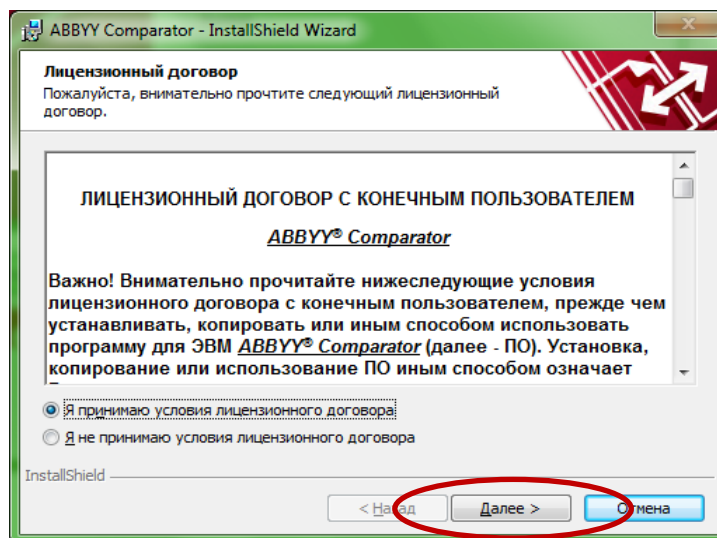 ABBYY Comparator - InstallShield Wizard
Лицензионный договор
Пожалуйста, внимательно прочтите следующий лицензионный
договор.
ЛИЦЕНЗИОННЫЙ ДОГОВОР С КОНЕЧНЫМ ПОЛЬЗОВАТЕЛЕМ
ABBYY® Comparator
Важно! Внимательно прочитайте нижеследующие условия
лицензионного договора с конечным пользователем, прежде чем
устанавливать, копировать или иным способом использовать
программу для ЭВМ ABBYY® Comparator (далее - ПО). Установка,
копирование или использование ПО иным способом означает
Я принимаю условия лицензионного договора
Я не принимаю условия лицензионного договора
InstallShield
< Назад Далее > Отмена